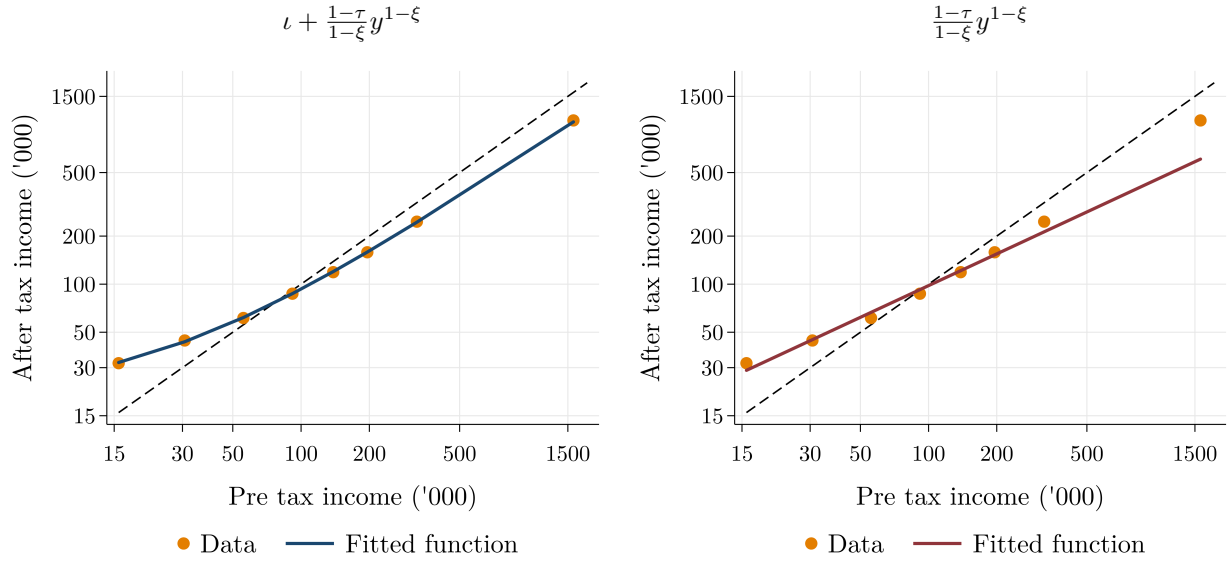 ι + \frac{1−τ}{1−ξ} y^{1−ξ}
After tax income ('000)
1500
500
200
100
50
30
15
15 30 50 100 200 500 1500
Pre tax income ('000)
Data Fitted function
\frac{1−τ}{1−ξ} y^{1−ξ}
After tax income ('000)
1500
500
200
100
50
30
15
15 30 50 100 200 500 1500
Pre tax income ('000)
Data Fitted function